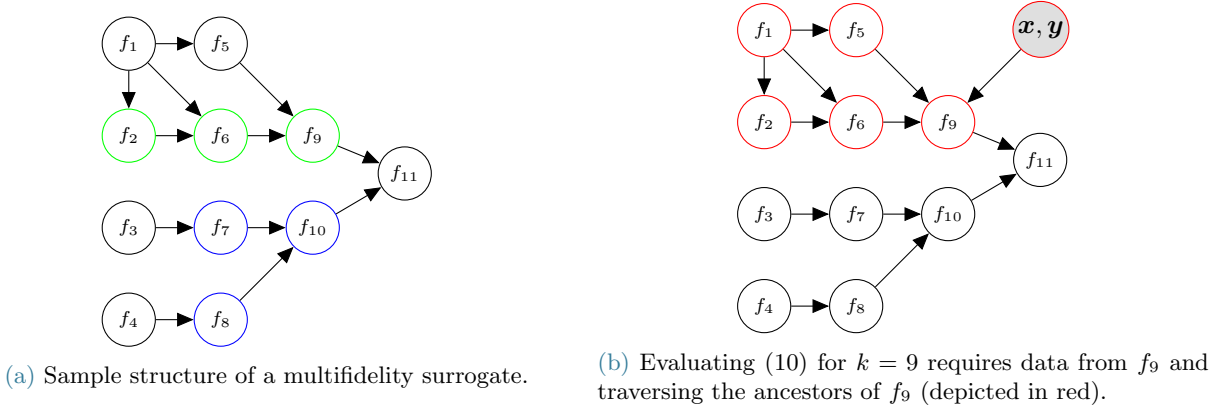 f1 f5
f2 f6 f9
f11
f3 f7 f10
f4 f8
(a) Sample structure of a multifidelity surrogate.
f1 f5 x, y
f2 f6 f9
f11
f3 f7 f10
f4 f8
(b) Evaluating (10) for k = 9 requires data from f9 and
traversing the ancestors of f9 (depicted in red).